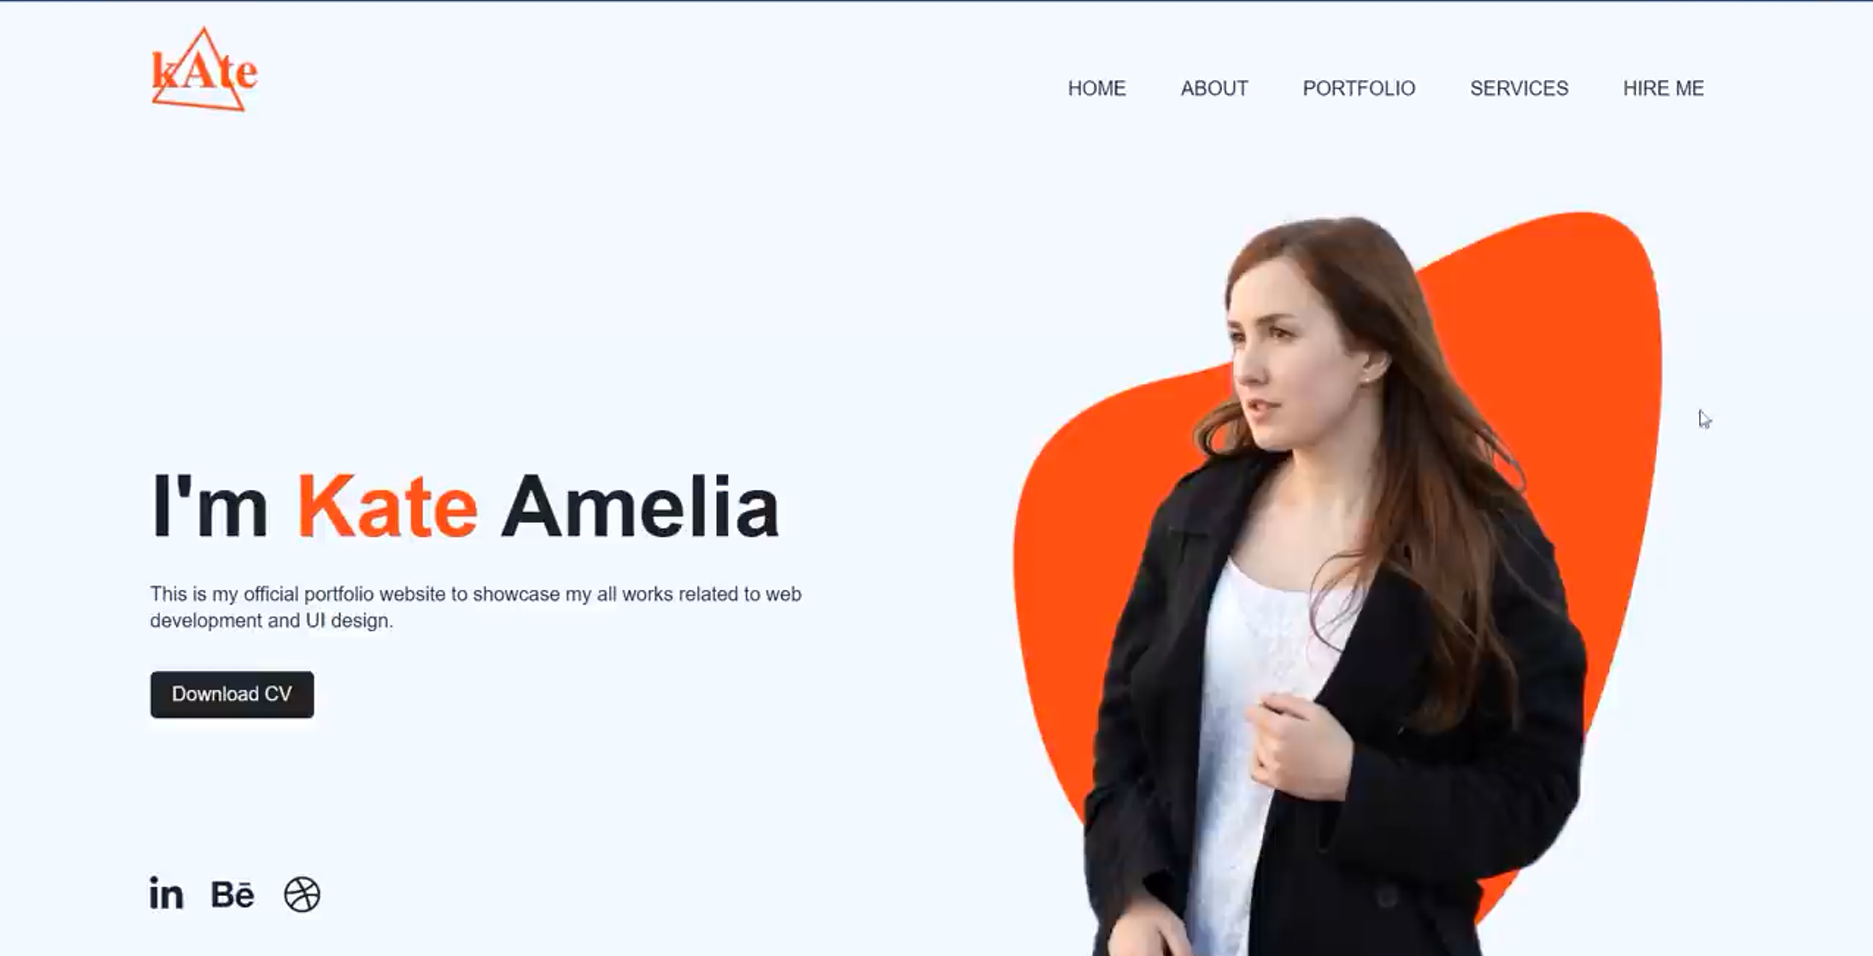 kAte
HOME ABOUT PORTFOLIO SERVICES HIRE ME
I'm Kate Amelia
This is my official portfolio website to showcase my all works related to web
development and UI design.
Download CV
in Bē